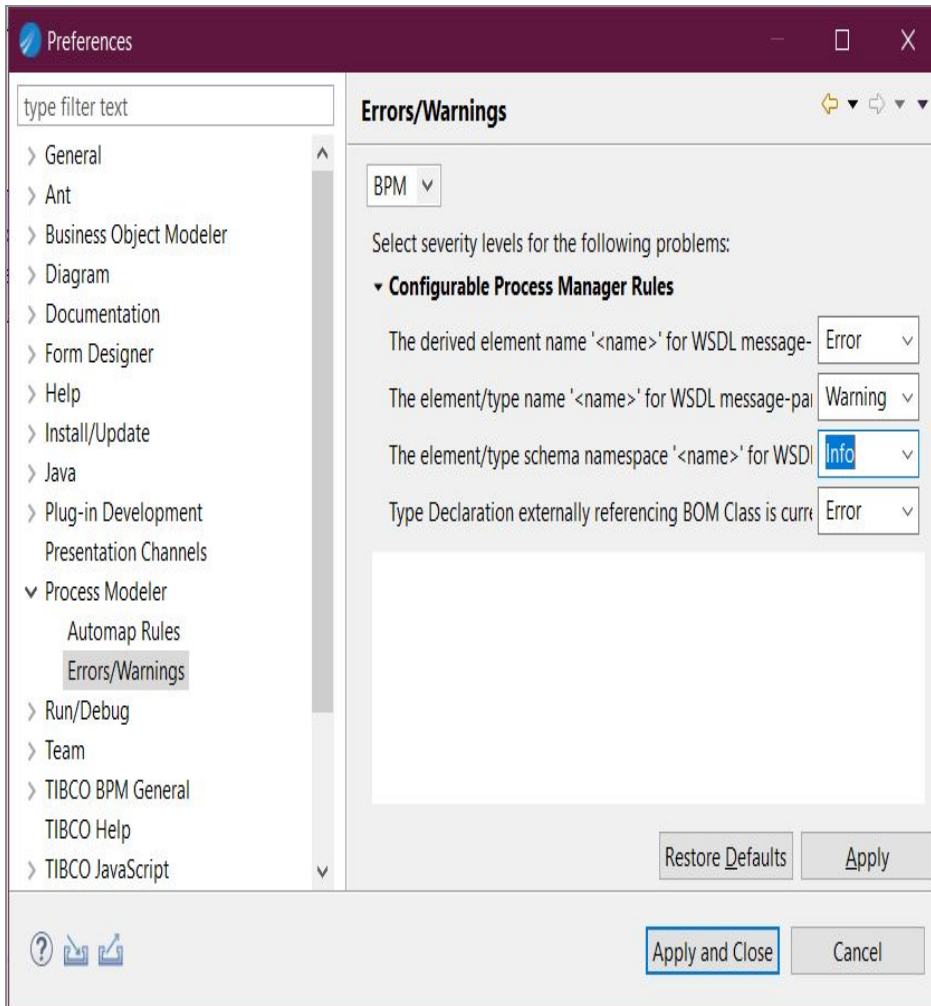 Preferences
type filter text
General
Ant
Business Object Modeler
Diagram
Documentation
Form Designer
Help
Install/Update
Java
Plug-in Development
Presentation Channels
Process Modeler
Automap Rules
Errors/Warnings
Run/Debug
Team
TIBCO BPM General
TIBCO Help
TIBCO JavaScript
Errors/Warnings
BPM
Select severity levels for the following problems:
Configurable Process Manager Rules
The derived element name '<name>' for WSDL message- Error
The element/type name '<name>' for WSDL message-pa Warning
The element/type schema namespace '<name>' for WSDL Info
Type Declaration externally referencing BOM Class is curre Error
Restore Defaults Apply
Apply and Close Cancel